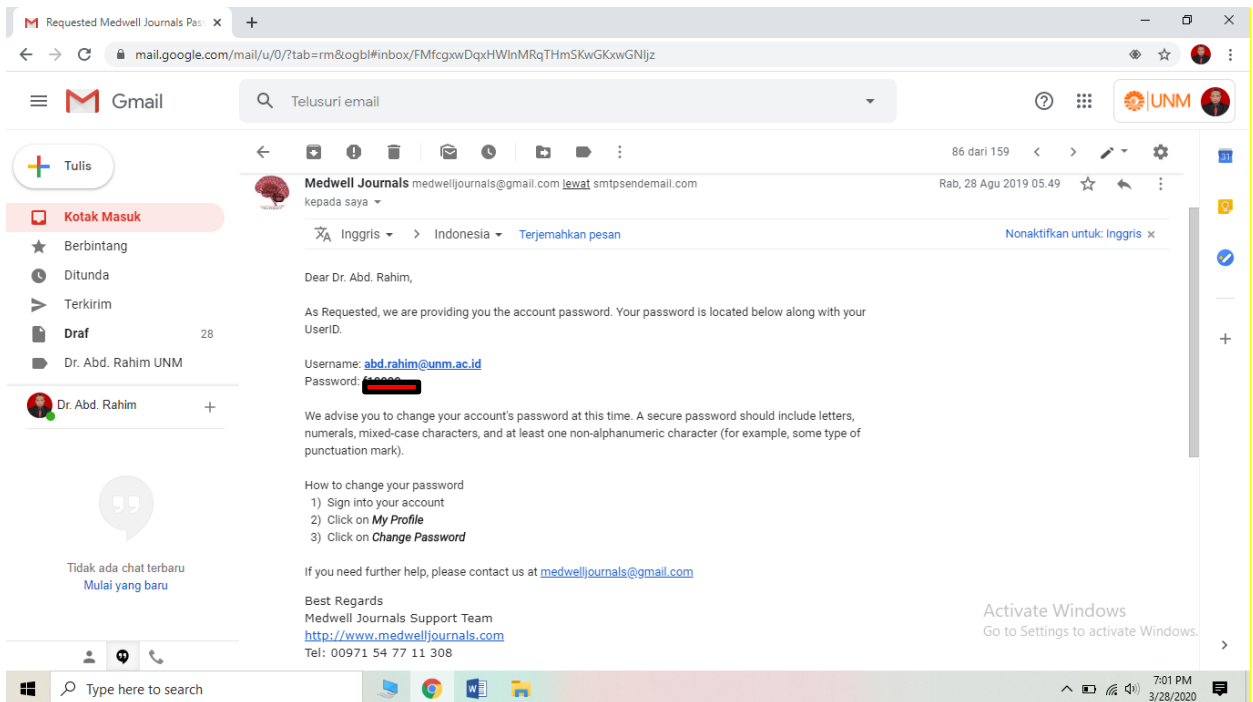 Requested Medwell Journals Pas
mail.google.com/mail/u/0/?tab=rm&ogbl#inbox/FMfcgxwDqxHWlnMRqTHmSKwGKxwGNljz
Gmail
Telusuri email
UNM
Tulis
86 dari 159
31
Medwell Journals medwelljournals@gmail.com lewat smtpsendemail.com
Rab, 28 Agu 2019 05.49
kepada saya
Kotak Masuk
Berbintang
Ditunda
Terkirim
Draf 28
Dr. Abd. Rahim UNM
Dr. Abd. Rahim
Inggris > Indonesia Terjemahkan pesan
Nonaktifkan untuk: Inggris ×
Dear Dr. Abd. Rahim,
As Requested, we are providing you the account password. Your password is located below along with your
UserID.
Username: abd.rahim@unm.ac.id
Password:
We advise you to change your account's password at this time. A secure password should include letters,
numerals, mixed-case characters, and at least one non-alphanumeric character (for example, some type of
punctuation mark).
How to change your password
1) Sign into your account
2) Click on My Profile
3) Click on Change Password
If you need further help, please contact us at medwelljournals@gmail.com
Best Regards
Medwell Journals Support Team
http://www.medwelljournals.com
Tel: 00971 54 77 11 308
Tidak ada chat terbaru
Mulai yang baru
Activate Windows
Go to Settings to activate Windows.
Type here to search
7:01 PM
3/28/2020